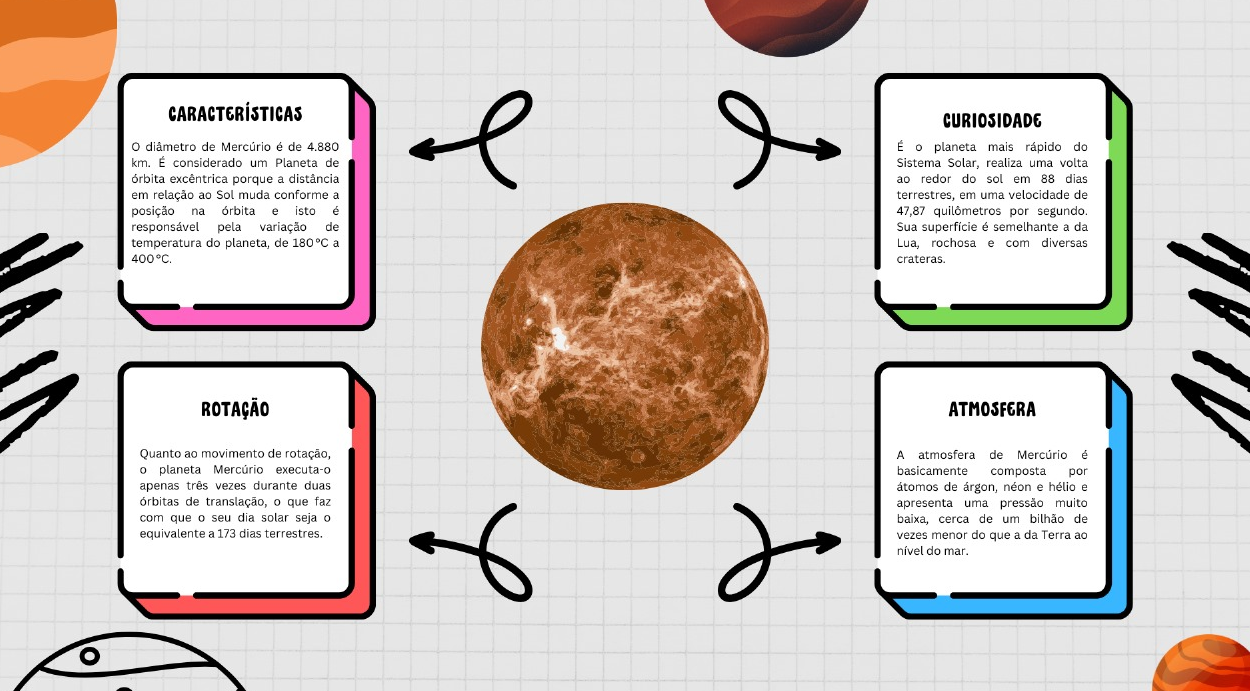 CARACTERÍSTICAS
O diâmetro de Mercúrio é de 4.880
km. É considerado um Planeta de
órbita excêntrica porque a distância
em relação ao Sol muda conforme a
posição na órbita e isto é
responsável pela variação de
temperatura do planeta, de 180°C a
400°C.
CURIOSIDADE
É o planeta mais rápido do
Sistema Solar, realiza uma volta
ao redor do sol em 88 dias
terrestres, em uma velocidade de
47,87 quilômetros por segundo.
Sua superfície é semelhante a da
Lua, rochosa e com diversas
crateras.
ROTAÇÃO
Quanto ao movimento de rotação,
o planeta Mercúrio executa-o
apenas três vezes durante duas
órbitas de translação, o que faz
com que o seu dia solar seja o
equivalente a 173 dias terrestres.
ATMOSFERA
A atmosfera de Mercúrio é
basicamente composta por
átomos de árgon, néon e hélio e
apresenta uma pressão muito
baixa, cerca de um bilhão de
vezes menor do que a da Terra ao
nível do mar.